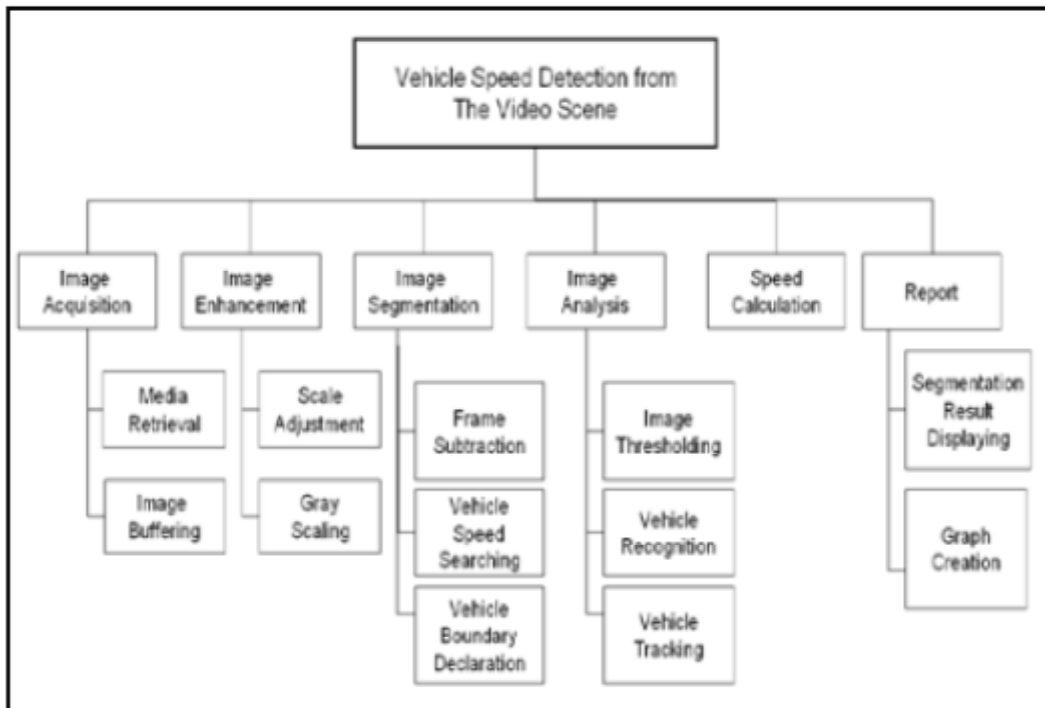 Vehicle Speed Detection from
The Video Scene
Image
Acquisition
Image
Enhancement
Image
Segmentation
Image
Analysis
Speed
Calculation
Report
Media
Retrieval
Image
Buffering
Scale
Adjustment
Gray
Scaling
Frame
Subtraction
Vehicle
Speed
Searching
Vehicle
Boundary
Declaration
Image
Thresholding
Vehicle
Recognition
Vehicle
Tracking
Segmentation
Result
Displaying
Graph
Creation